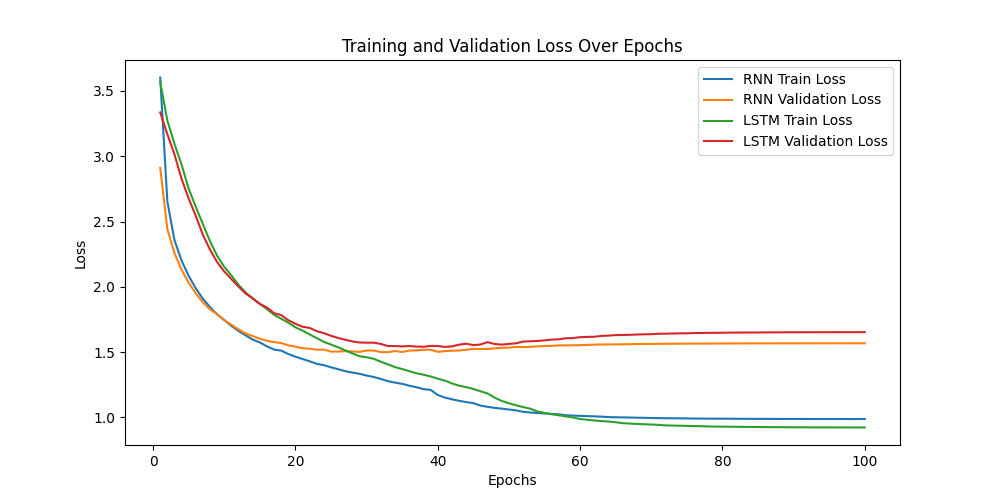 Training and Validation Loss Over Epochs
RNN Train Loss
RNN Validation Loss
LSTM Train Loss
LSTM Validation Loss
3.5
3.0
2.5
2.0
1.5
1.0
Loss
0 20 40 60 80 100
Epochs